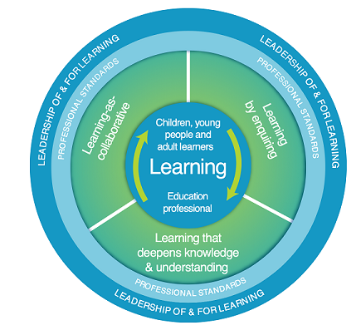 LEADERSHIP OF & FOR LEARNING
LEADERSHIP OF & FOR LEARNING
PROFESSIONAL STANDARDS
PROFESSIONAL STANDARDS
Learning-as-
collaborative
Learning
by enquiring
Children, young
people and
adult learners
Learning
Education
professional
Learning that
deepens knowledge
& understanding
PROFESSIONAL STANDARDS
LEADERSHIP OF & FOR LEARNING